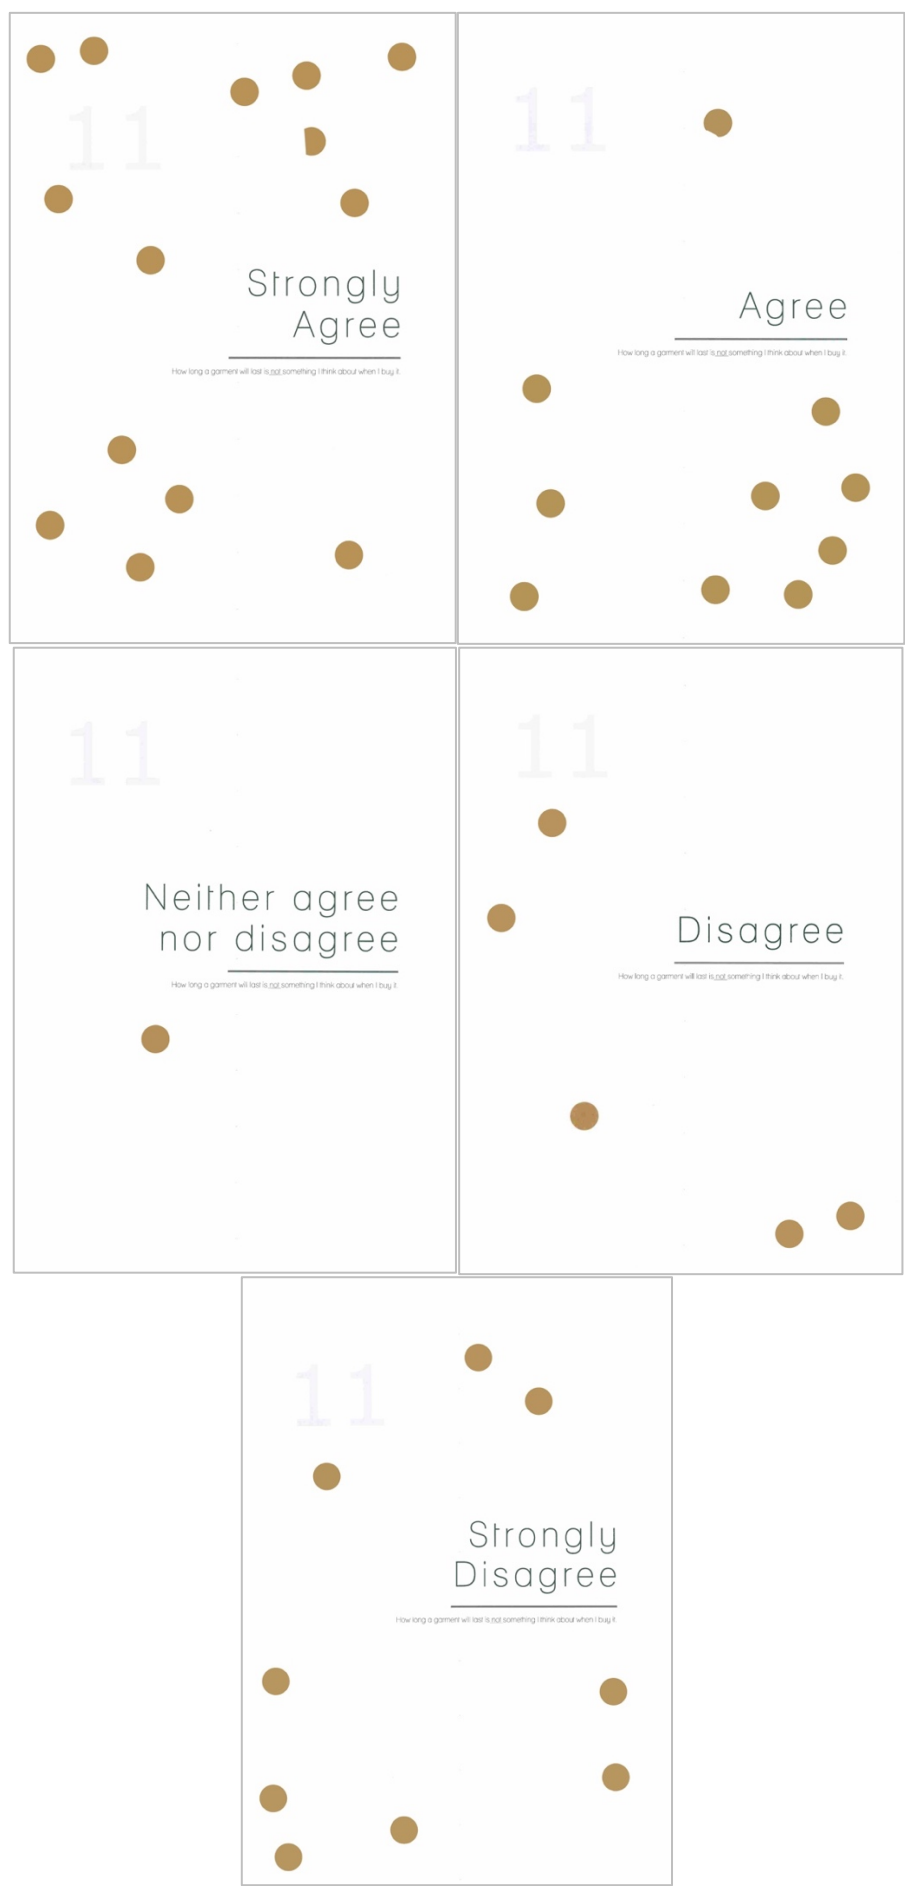 11
Strongly
Agree
How long a garment will last is not something I think about when I buy it.
11
Agree
How long a garment will last is not something I think about when I buy it.
11
Neither agree
nor disagree
How long a garment will last is not something I think about when I buy it.
11
Disagree
How long a garment will last is not something I think about when I buy it.
11
Strongly
Disagree
How long a garment will last is not something I think about when I buy it.